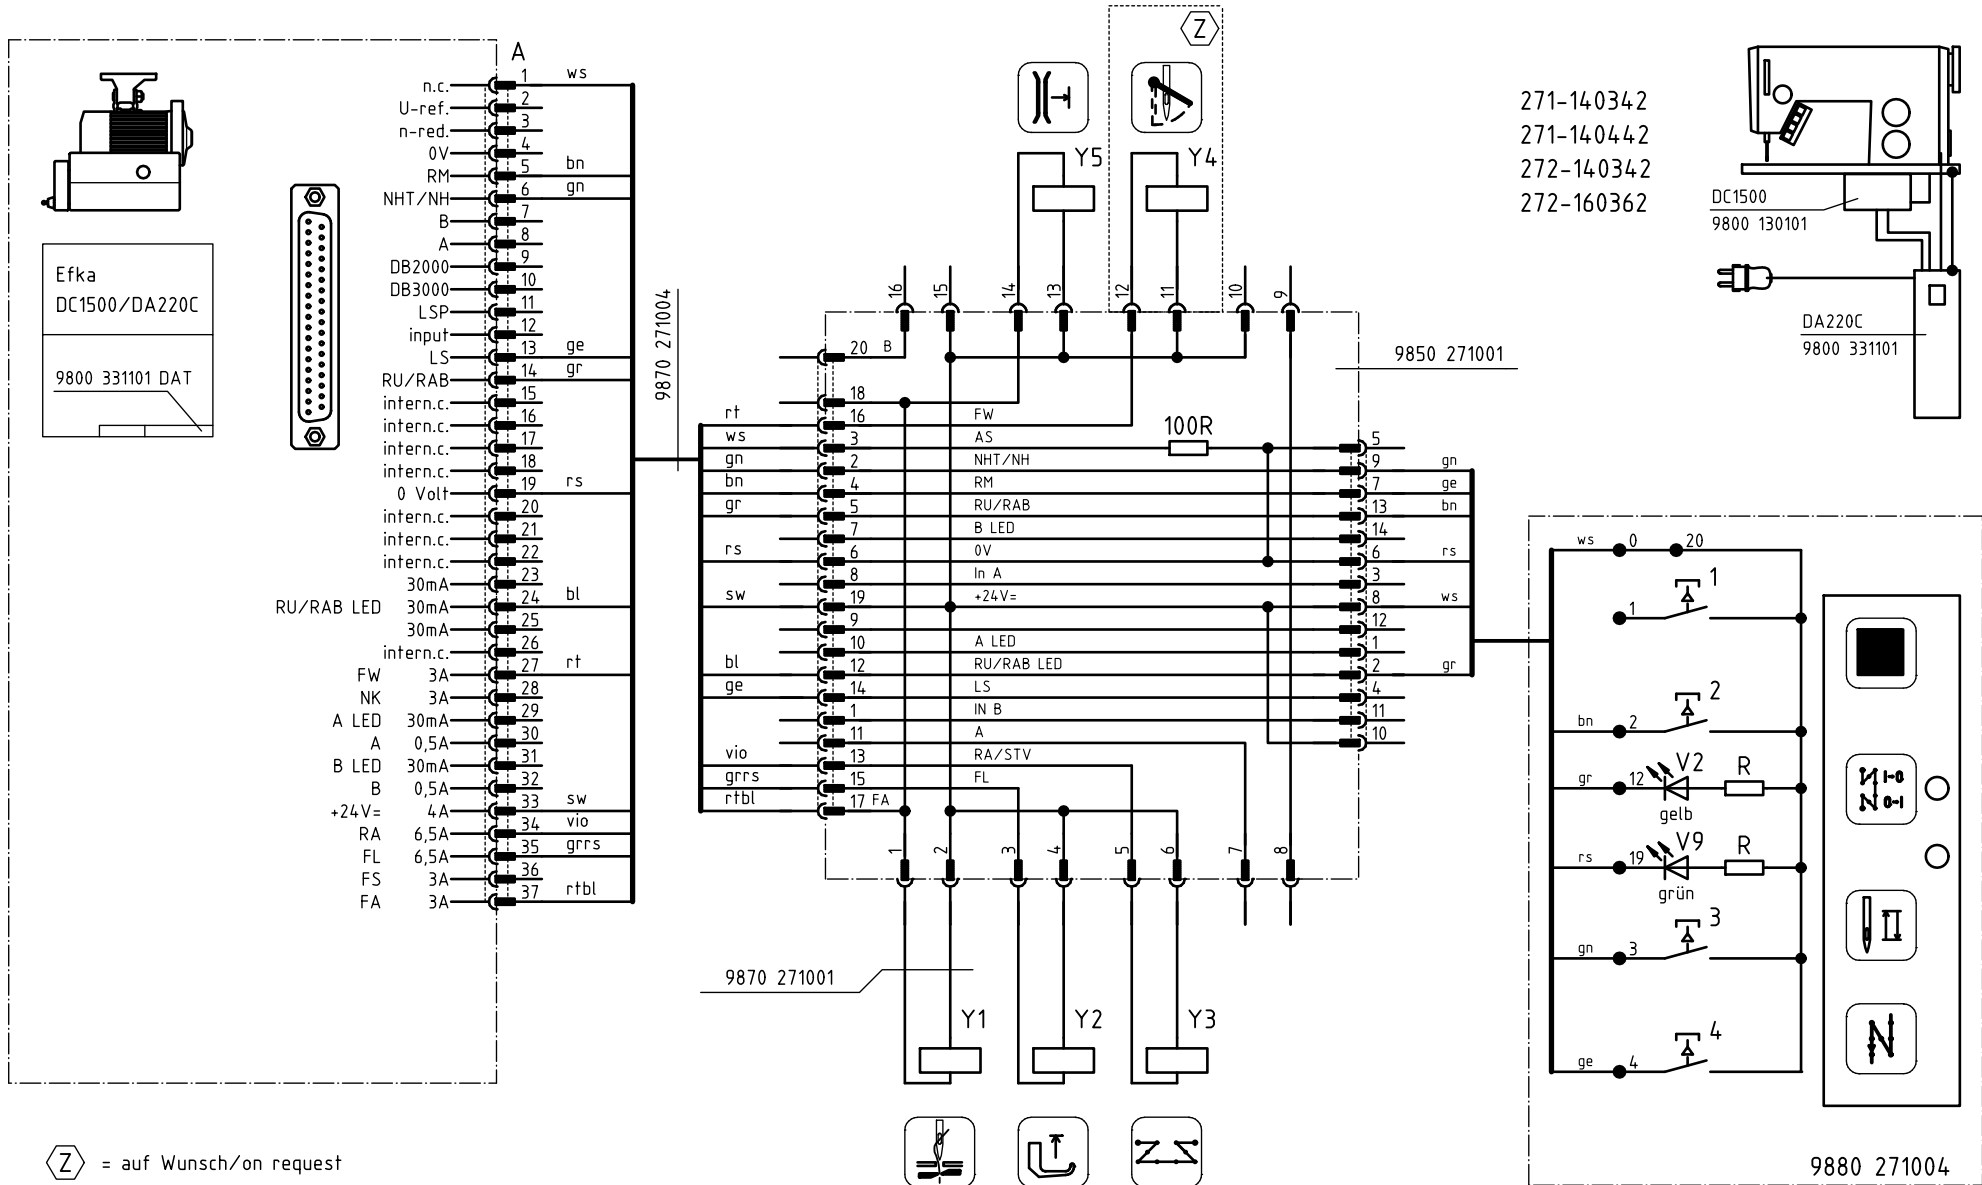 A
n.c. 1 ws
U-ref. 2
n-red. 3
0V 4
RM 5 bn
NHT/NH 6 gn
B 7
A 8
DB2000 9
DB3000 10
LSP 11
input 12
LS 13 ge
RU/RAB 14 gr
intern.c. 15
intern.c. 16
intern.c. 17
intern.c. 18
0 Volt 19 rs
intern.c. 20
intern.c. 21
intern.c. 22
30mA 23
RU/RAB LED 30mA 24 bl
30mA 25
intern.c. 26
FW 3A 27 rt
NK 3A 28
A LED 30mA 29
A 0,5A 30
B LED 30mA 31
B 0,5A 32
+24V= 4A 33 sw
RA 6,5A 34 vio
FL 6,5A 35 grrs
FS 3A 36
FA 3A 37 rtbl
Efka
DC1500/DA220C
9800 331101 DAT
Z = auf Wunsch/on request
9870 271004
Z
Y5 Y4
16 15 14 13 12 11 10 9
20 B
18
rt 16 FW
ws 3 AS 100R 5
gn 2 NHT/NH 9 gn
bn 4 RM 7 ge
gr 5 RU/RAB 13 bn
7 B LED 14
rs 6 0V 6 rs
8 In A 3
sw 19 +24V= 8 ws
9 12
10 A LED 1
bl 12 RU/RAB LED 2 gr
ge 14 LS 4
1 IN B 11
11 A 10
vio 13 RA/STV
grrs 15 FL
rtbl 17 FA
1 2 3 4 5 6 7 8
9870 271001
Y1 Y2 Y3
9850 271001
271-140342
271-140442
272-140342
272-160362
DC1500
9800 130101
DA220C
9800 331101
ws 0 20
1 1
bn 2 2
gr 12 V2 R
gelb
rs 19 V9 R
grün
gn 3 3
ge 4 4
1-0
0-1
9880 271004